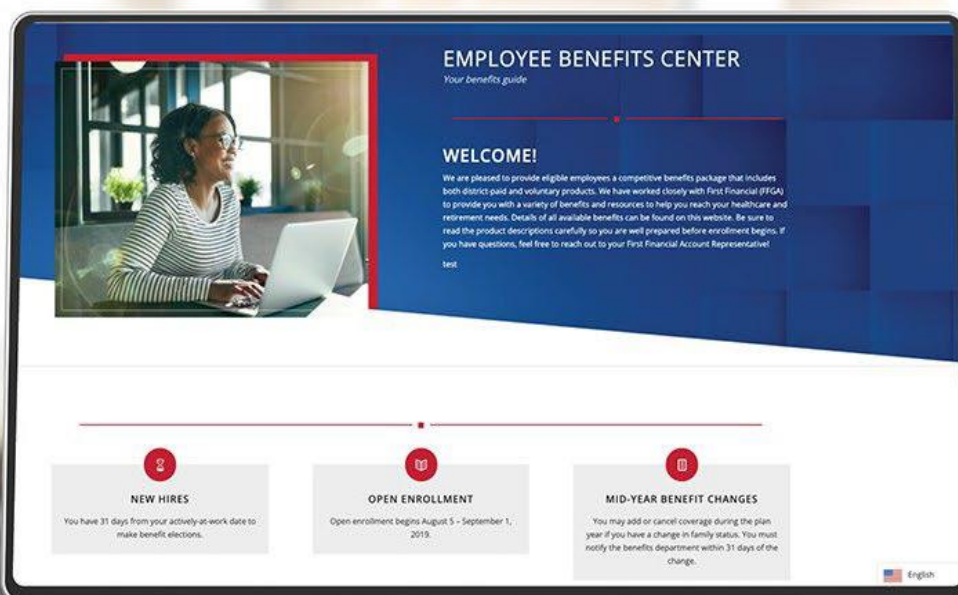 EMPLOYEE BENEFITS CENTER
Your benefits guide
WELCOME!
We are pleased to provide eligible employees a competitive benefits package that includes
both district-paid and voluntary products. We have worked closely with First Financial (FFGA)
to provide you with a variety of benefits and resources to help you reach your healthcare and
retirement needs. Details of all available benefits can be found on this website. Be sure to
read the product descriptions carefully so you are well prepared before enrollment begins. If
you have questions, feel free to reach out to your First Financial Account Representative!
test
NEW HIRES
You have 31 days from your actively-at-work date to
make benefit elections.
OPEN ENROLLMENT
Open enrollment begins August 5 – September 1,
2019.
MID-YEAR BENEFIT CHANGES
You may add or cancel coverage during the plan
year if you have a change in family status. You must
notify the benefits department within 31 days of the
change.
English